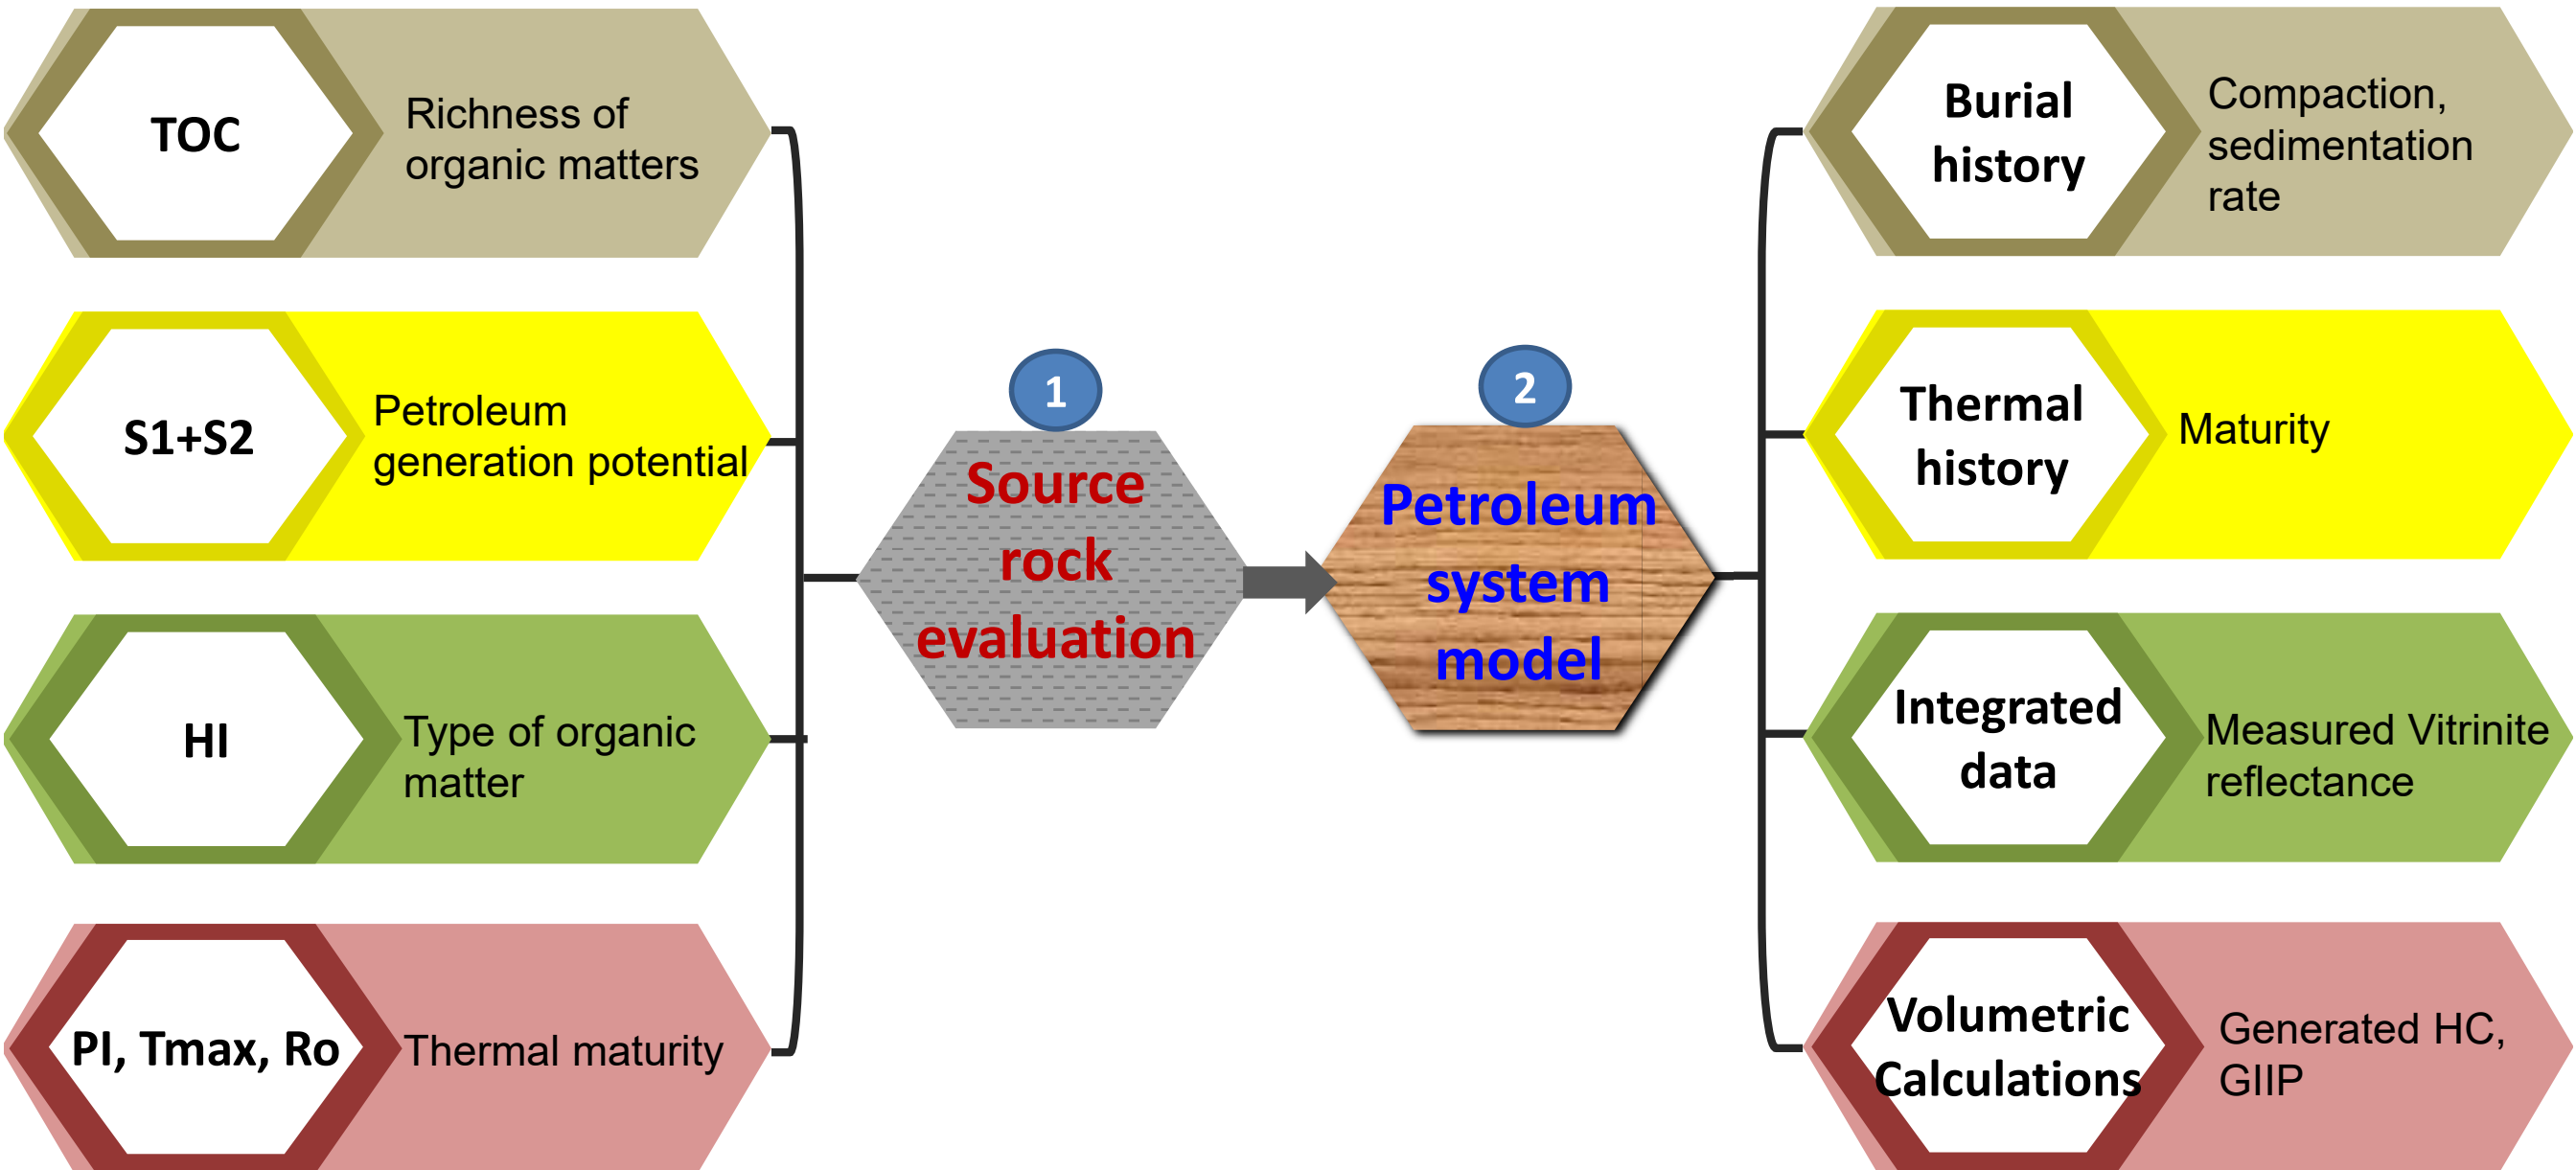 TOC
Richness of
organic matters
S1+S2
Petroleum
generation potential
HI
Type of organic
matter
PI, Tmax, Ro
Thermal maturity
1
Source
rock
evaluation
2
Petroleum
system
model
Burial
history
Compaction,
sedimentation
rate
Thermal
history
Maturity
Integrated
data
Measured Vitrinite
reflectance
Volumetric
Calculations
Generated HC,
GIIP